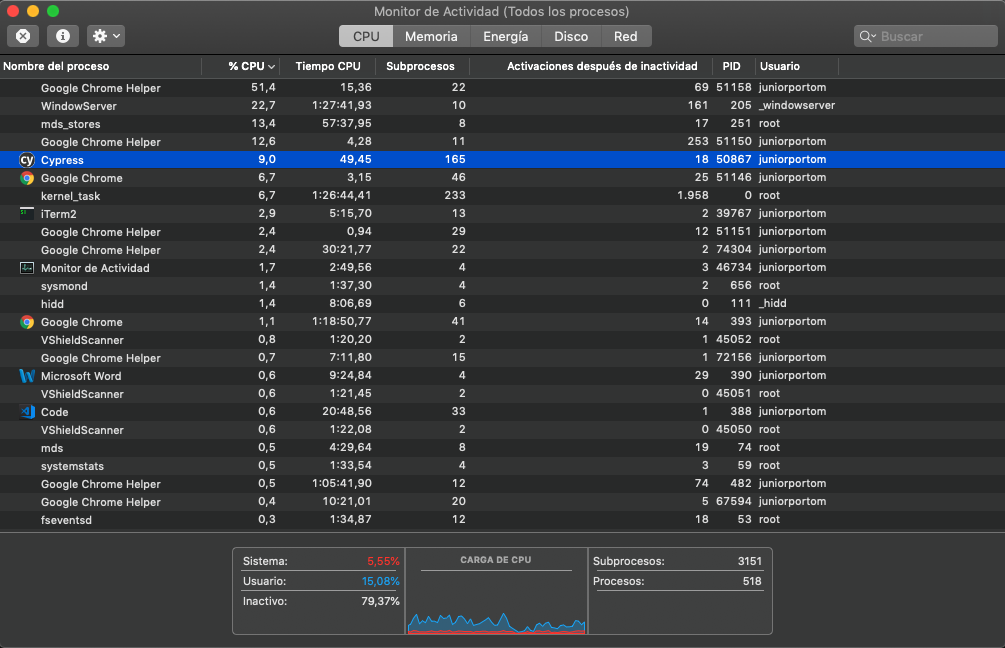 Monitor de Actividad (Todos los procesos)
CPU Memoria Energía Disco Red Buscar
Nombre del proceso % CPU Tiempo CPU Subprocesos Activaciones después de inactividad PID Usuario
Google Chrome Helper 51,4 15,36 22 69 51158 juniorportom
WindowServer 22,7 1:27:41,93 10 161 205 _windowserver
mds_stores 13,4 57:37,95 8 17 251 root
Google Chrome Helper 12,6 4,28 11 253 51150 juniorportom
cy Cypress 9,0 49,45 165 18 50867 juniorportom
Google Chrome 6,7 3,15 46 25 51146 juniorportom
kernel_task 6,7 1:26:44,41 233 1.958 0 root
iTerm2 2,9 5:15,70 13 2 39767 juniorportom
Google Chrome Helper 2,4 0,94 29 12 51151 juniorportom
Google Chrome Helper 2,4 30:21,77 22 2 74304 juniorportom
Monitor de Actividad 1,7 2:49,56 4 3 46734 juniorportom
sysmond 1,4 1:37,30 4 2 656 root
hidd 1,4 8:06,69 6 0 111 _hidd
Google Chrome 1,1 1:18:50,77 41 14 393 juniorportom
VShieldScanner 0,8 1:20,20 2 1 45052 root
Google Chrome Helper 0,7 7:11,80 15 1 72156 juniorportom
Microsoft Word 0,6 9:24,84 4 29 390 juniorportom
VShieldScanner 0,6 1:21,45 2 0 45051 root
Code 0,6 20:48,56 33 1 388 juniorportom
VShieldScanner 0,6 1:22,08 2 0 45050 root
mds 0,5 4:29,64 8 19 74 root
systemstats 0,5 1:33,54 4 3 59 root
Google Chrome Helper 0,5 1:05:41,90 12 74 482 juniorportom
Google Chrome Helper 0,4 10:21,01 20 5 67594 juniorportom
fseventsd 0,3 1:34,87 12 18 53 root
Sistema: 5,55% CARGA DE CPU Subprocesos: 3151
Usuario: 15,08% Procesos: 518
Inactivo: 79,37%